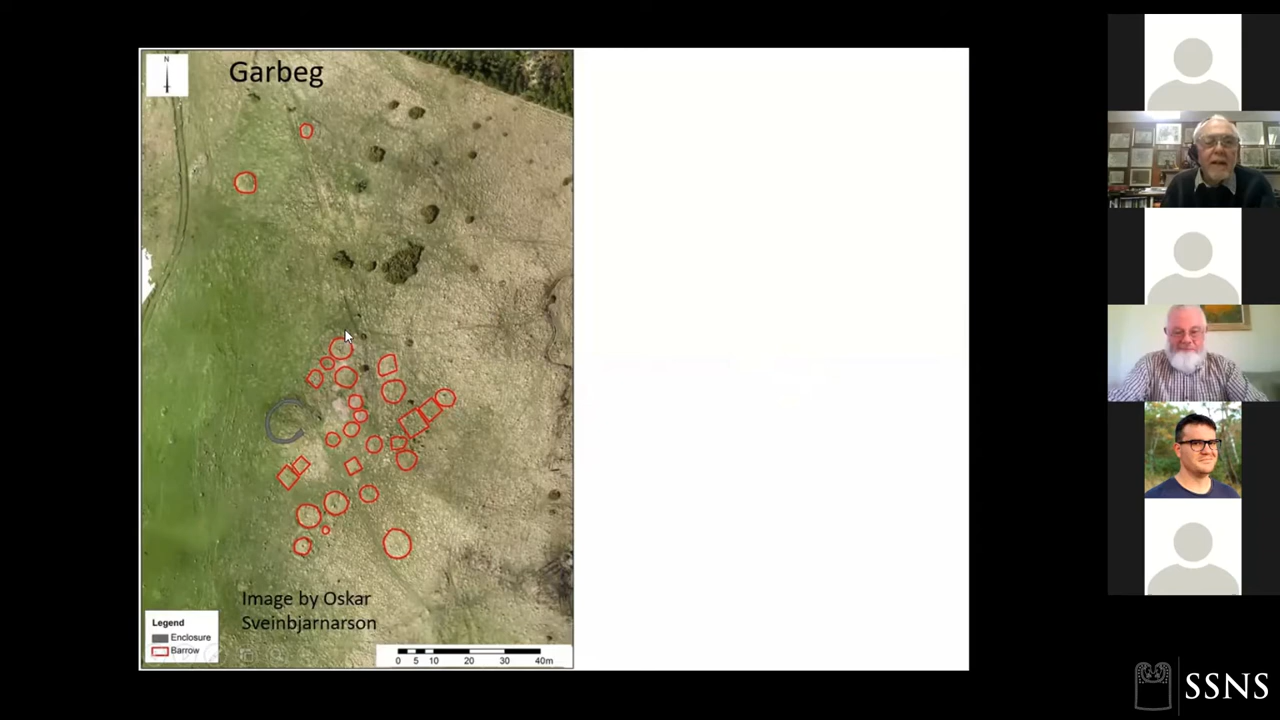 N
Garbeg
Image by Oskar
Sveinbjarnarson
Legend
Enclosure
Barrow
0 5 10 20 30 40m
SSNS